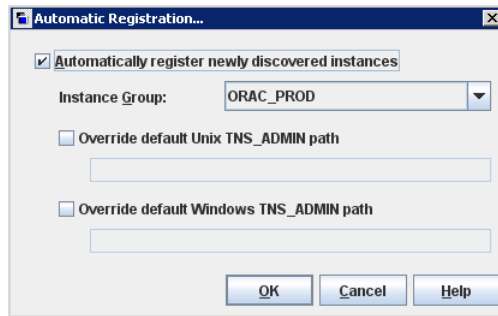 Automatic Registration...
Automatically register newly discovered instances
Instance Group: ORAC_PROD
Override default Unix TNS_ADMIN path
Override default Windows TNS_ADMIN path
OK Cancel Help